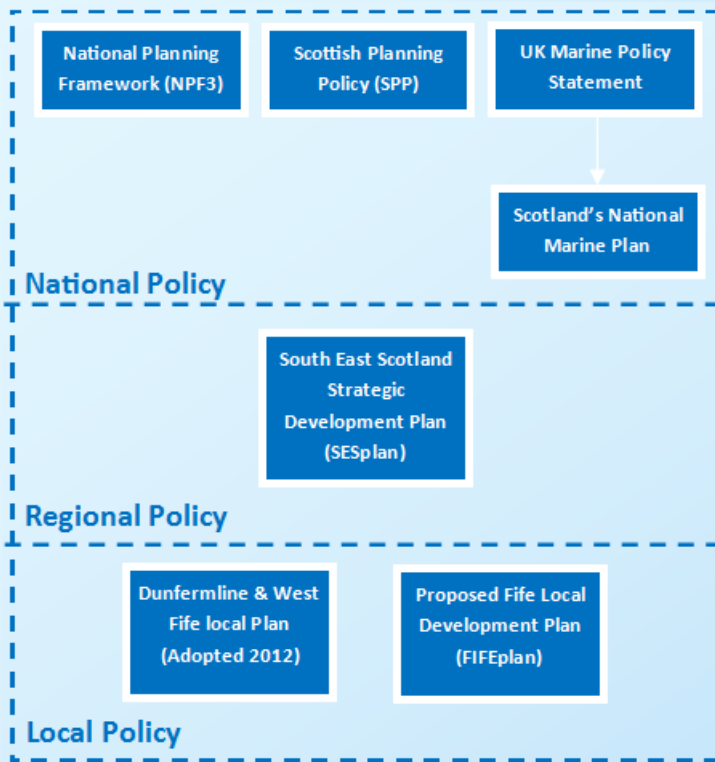 National Planning
Framework (NPF3)
Scottish Planning
Policy (SPP)
UK Marine Policy
Statement
Scotland's National
Marine Plan
National Policy
South East Scotland
Strategic
Development Plan
(SESplan)
Regional Policy
Dunfermline & West
Fife local Plan
(Adopted 2012)
Proposed Fife Local
Development Plan
(FIFEplan)
Local Policy